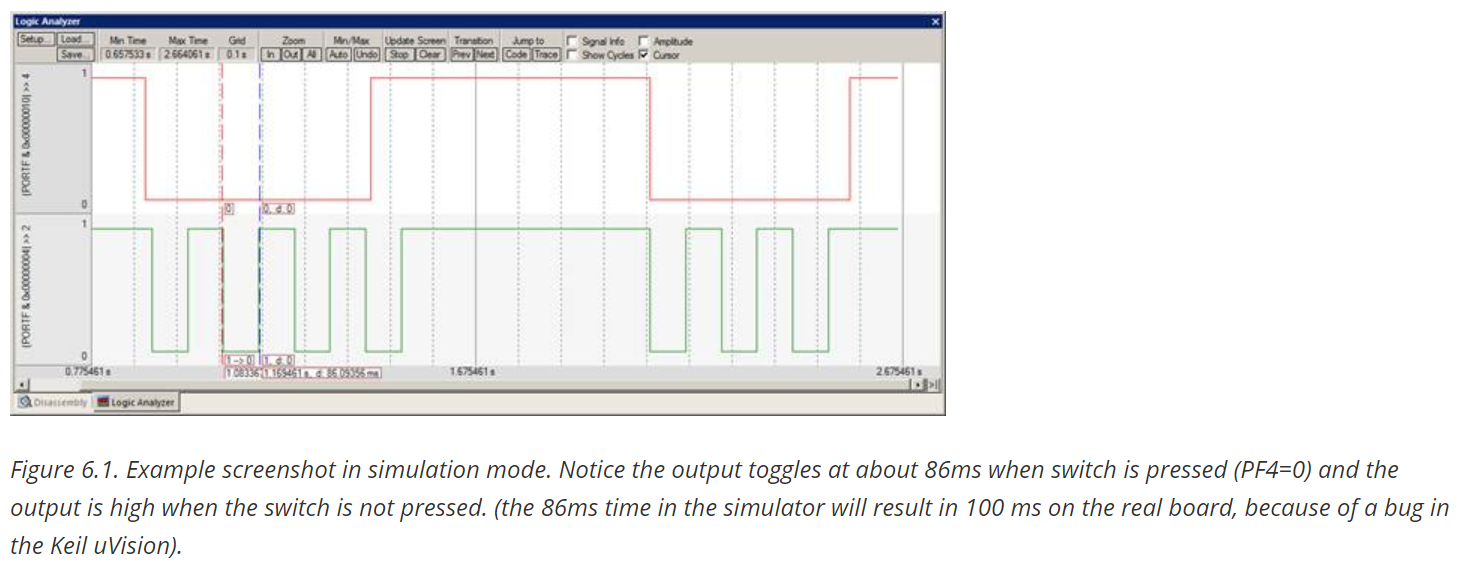 Logic Analyzer
Setup... Load... Min Time Max Time Grid Zoom Min/Max Update Screen Transition Jump to Signal Info Amplitude
Save... 0.657533 s 2.664061 s 0.1 s In Out All Auto Undo Stop Clear Prev Next Code Trace Show Cycles Cursor
1
(PORTF & 0x00000010) >> 4
0
0 0, d: 0
1
(PORTF & 0x00000004) >> 2
0
1 -> 0 1, d: 0
0.775461 s 1.08336 1.169461 s, d: 86.09356 ms 1.675461 s 2.675461 s
Disassembly Logic Analyzer
Figure 6.1. Example screenshot in simulation mode. Notice the output toggles at about 86ms when switch is pressed (PF4=0) and the
output is high when the switch is not pressed. (the 86ms time in the simulator will result in 100 ms on the real board, because of a bug in
the Keil uVision).